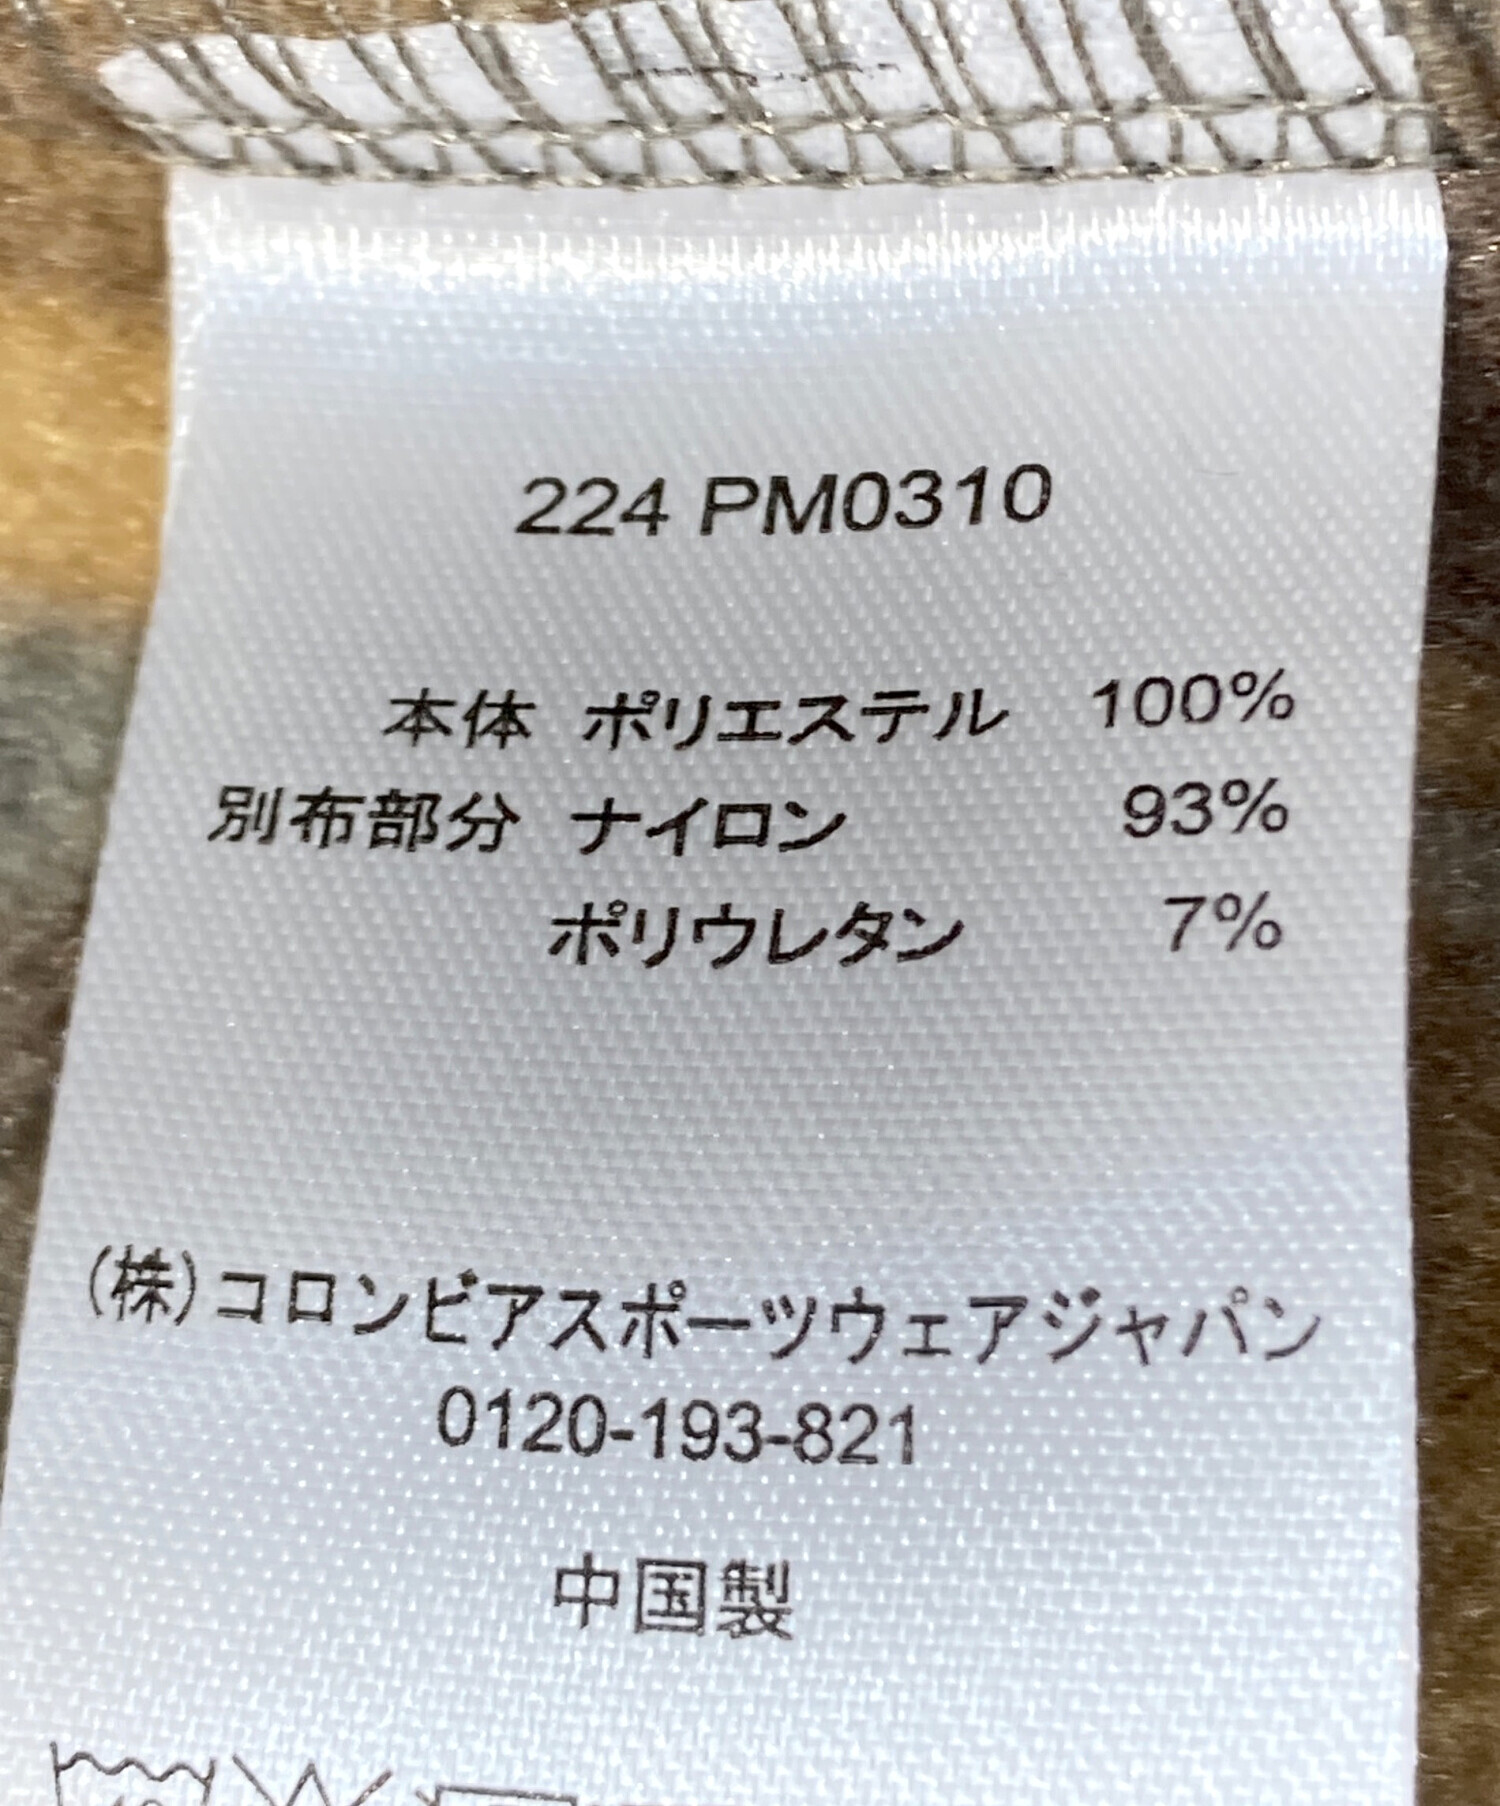 224 PM0310
本体 ポリエステル 100%
別布部分 ナイロン 93%
ポリウレタン 7%
(株)コロンビアスポーツウェアジャパン
0120-193-821
中国製